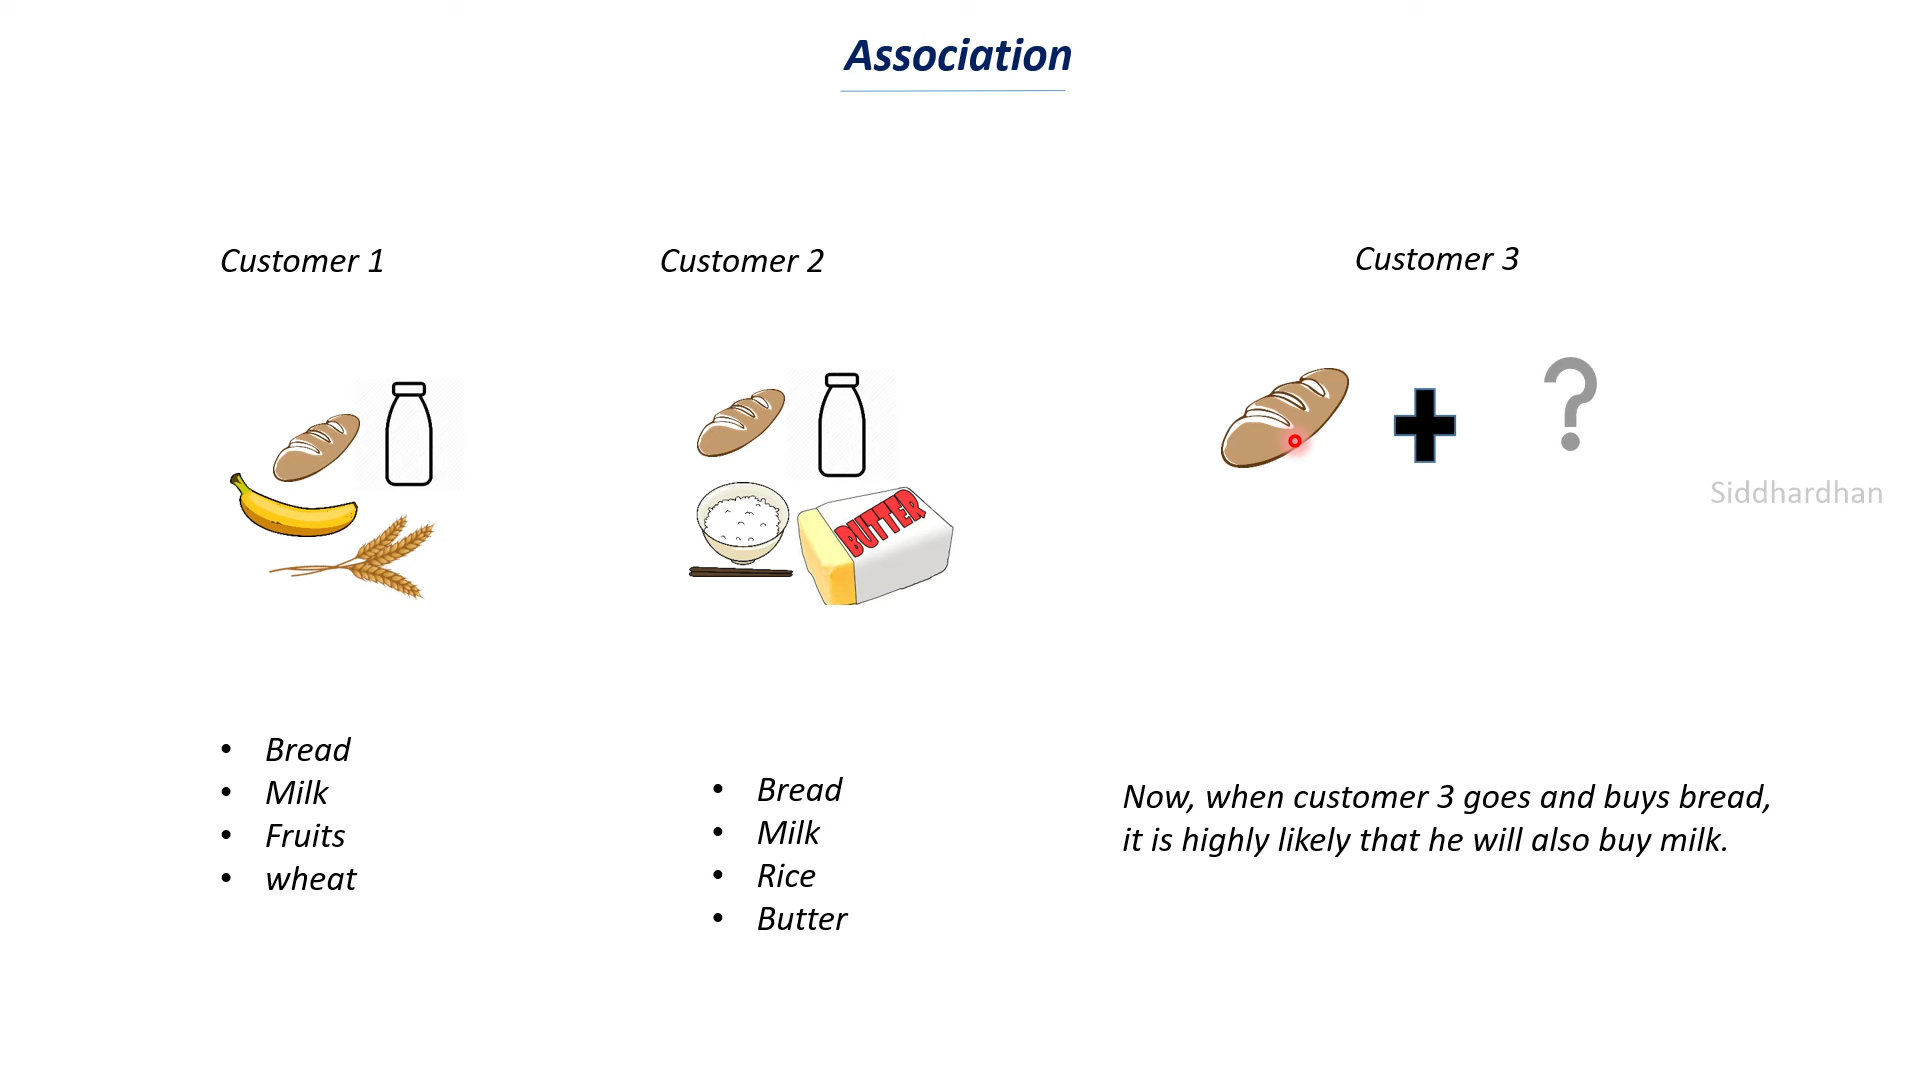 Association
Customer 1
Customer 2
Customer 3
BUTTER
Siddhardhan
• Bread
• Milk
• Fruits
• wheat
• Bread
• Milk
• Rice
• Butter
Now, when customer 3 goes and buys bread,
it is highly likely that he will also buy milk.